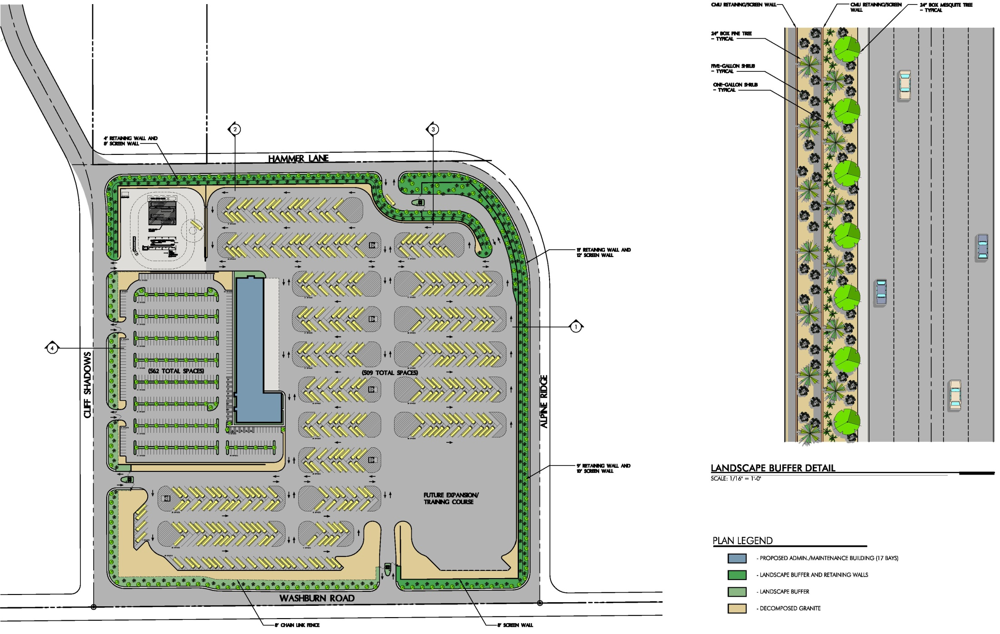 CMU RETAINING/SCREEN WALL
CMU RETAINING/SCREEN
WALL
24" BOX MESQUITE TREE
- TYPICAL
24" BOX PINE TREE
- TYPICAL
FIVE-GALLON SHRUB
- TYPICAL
ONE-GALLON SHRUB
- TYPICAL
2
3
4' RETAINING WALL AND
8' SCREEN WALL
HAMMER LANE
11' RETAINING WALL AND
12' SCREEN WALL
1
4
CLIFF SHADOWS
(562 TOTAL SPACES)
(509 TOTAL SPACES)
ALPINE RIDGE
9' RETAINING WALL AND
10' SCREEN WALL
FUTURE EXPANSION/
TRAINING COURSE
WASHBURN ROAD
8' CHAIN LINK FENCE
8' SCREEN WALL
LANDSCAPE BUFFER DETAIL
SCALE: 1/16" = 1'-0"
PLAN LEGEND
- PROPOSED ADMIN./MAINTENANCE BUILDING (17 BAYS)
- LANDSCAPE BUFFER AND RETAINING WALLS
- LANDSCAPE BUFFER
- DECOMPOSED GRANITE